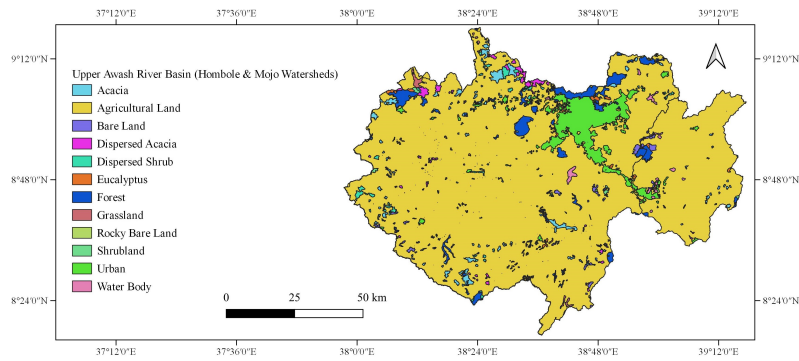 37°12'0"E 37°36'0"E 38°0'0"E 38°24'0"E 38°48'0"E 39°12'0"E
9°12'0"N 9°12'0"N
Upper Awash River Basin (Hombole & Mojo Watersheds)
Acacia
Agricultural Land
Bare Land
Dispersed Acacia
Dispersed Shrub
Eucalyptus
8°48'0"N 8°48'0"N
Forest
Grassland
Rocky Bare Land
Shrubland
Urban
Water Body
0 25 50 km
8°24'0"N 8°24'0"N
37°12'0"E 37°36'0"E 38°0'0"E 38°24'0"E 38°48'0"E 39°12'0"E